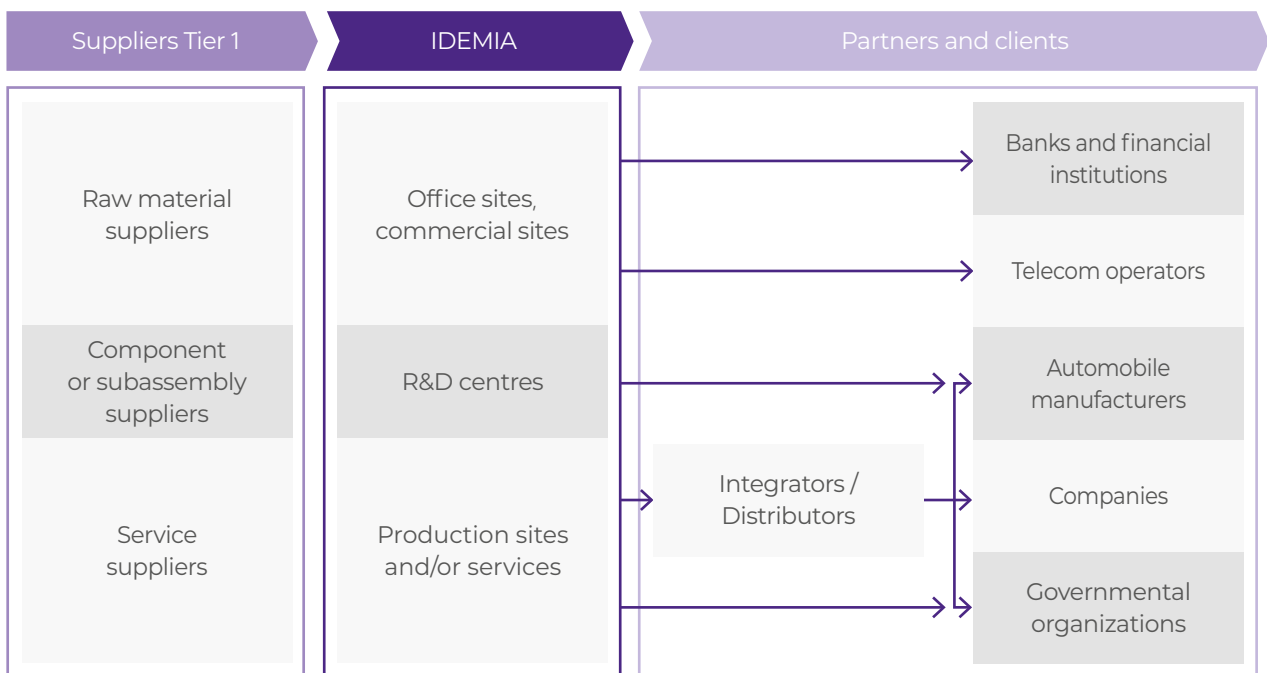 Suppliers Tier 1
IDEMIA
Partners and clients
Raw material
suppliers
Component
or subassembly
suppliers
Service
suppliers
Office sites,
commercial sites
R&D centres
Production sites
and/or services
Integrators /
Distributors
Banks and financial
institutions
Telecom operators
Automobile
manufacturers
Companies
Governmental
organizations